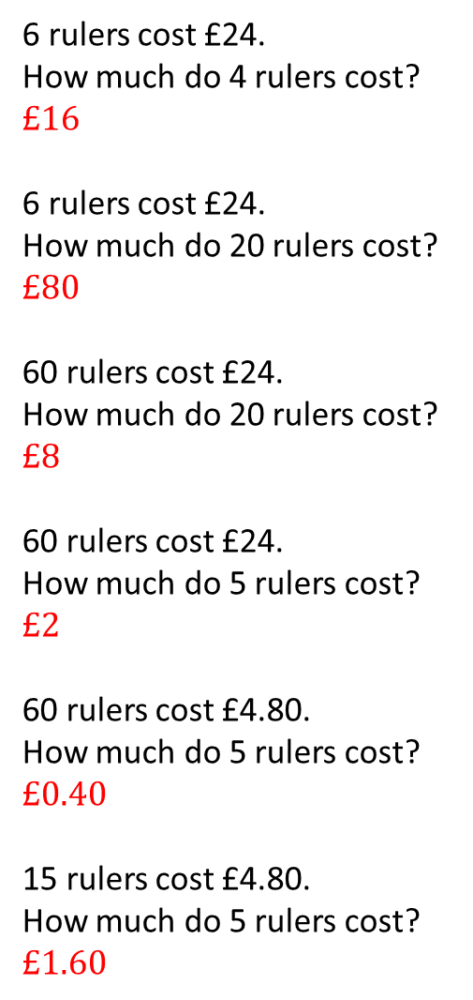 6 rulers cost £24.
How much do 4 rulers cost?
£16
6 rulers cost £24.
How much do 20 rulers cost?
£80
60 rulers cost £24.
How much do 20 rulers cost?
£8
60 rulers cost £24.
How much do 5 rulers cost?
£2
60 rulers cost £4.80.
How much do 5 rulers cost?
£0.40
15 rulers cost £4.80.
How much do 5 rulers cost?
£1.60